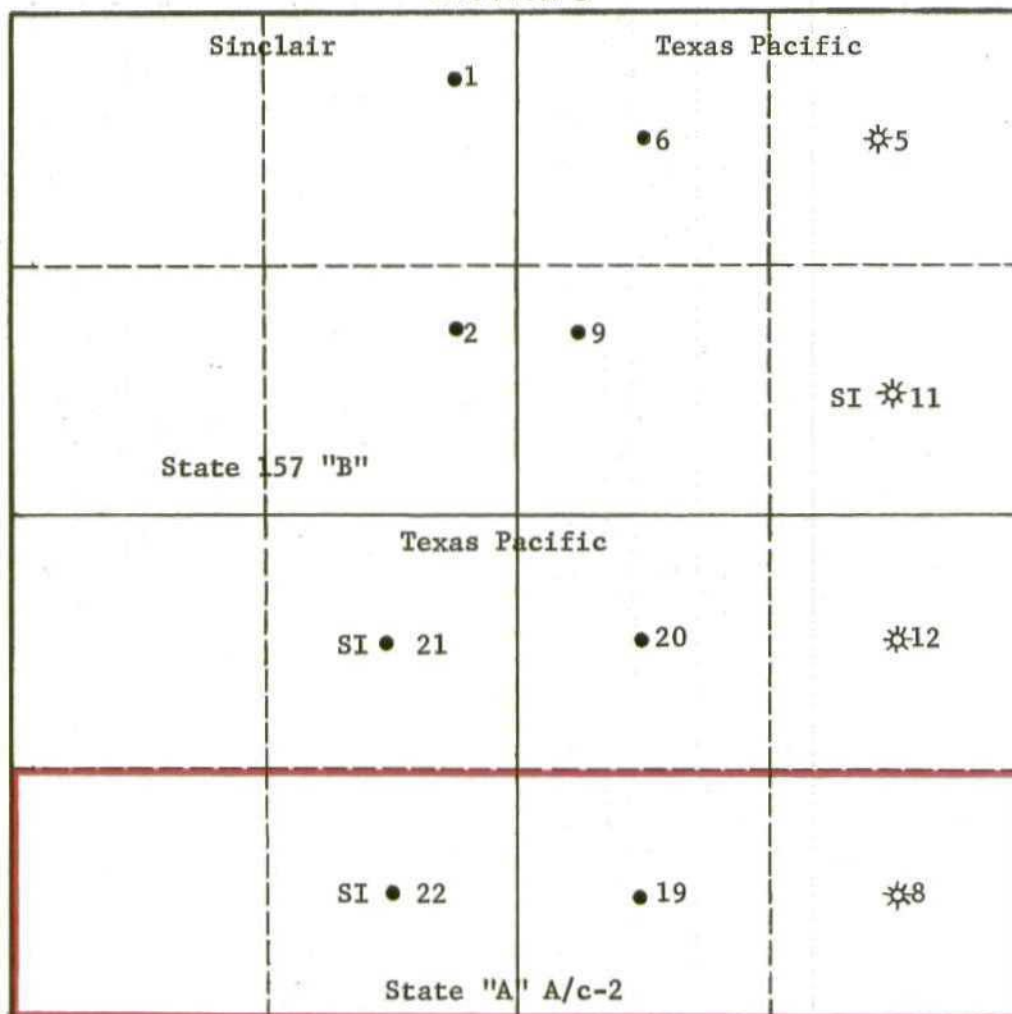 Sinclair Texas Pacific
1
6 5
2 9
SI 11
State 157 "B"
Texas Pacific
SI 21 20 12
SI 22 19 8
State "A" A/c-2